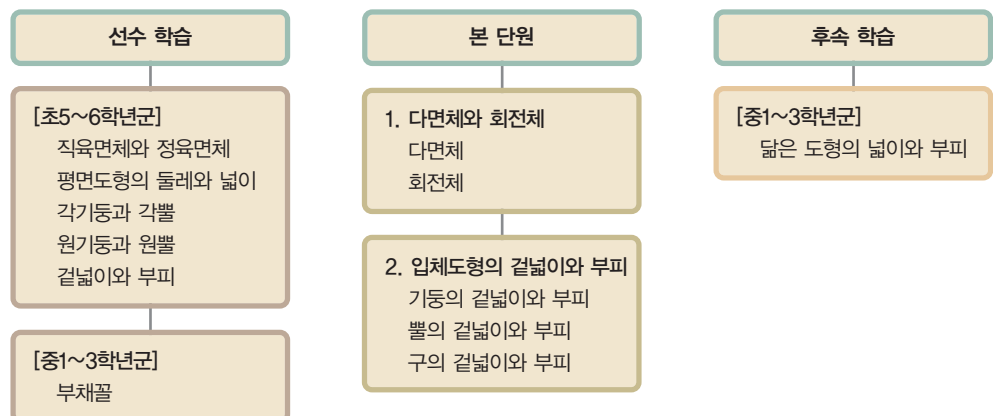 선수 학습
[초5~6학년군]
직육면체와 정육면체
평면도형의 둘레와 넓이
각기둥과 각뿔
원기둥과 원뿔
겉넓이와 부피
[중1~3학년군]
부채꼴
본 단원
1. 다면체와 회전체
다면체
회전체
2. 입체도형의 겉넓이와 부피
기둥의 겉넓이와 부피
뿔의 겉넓이와 부피
구의 겉넓이와 부피
후속 학습
[중1~3학년군]
닮은 도형의 넓이와 부피